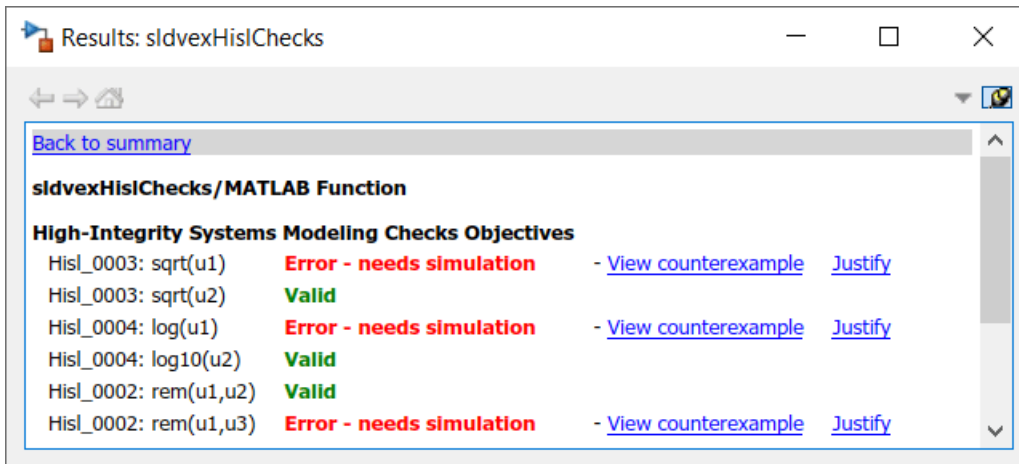 Results: sldvexHislChecks
Back to summary
sldvexHislChecks/MATLAB Function
High-Integrity Systems Modeling Checks Objectives
Hisl_0003: sqrt(u1) Error - needs simulation - View counterexample Justify
Hisl_0003: sqrt(u2) Valid
Hisl_0004: log(u1) Error - needs simulation - View counterexample Justify
Hisl_0004: log10(u2) Valid
Hisl_0002: rem(u1,u2) Valid
Hisl_0002: rem(u1,u3) Error - needs simulation - View counterexample Justify